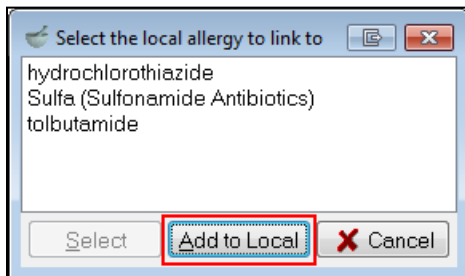 Select the local allergy to link to
hydrochlorothiazide
Sulfa (Sulfonamide Antibiotics)
tolbutamide
Select
Add to Local
Cancel